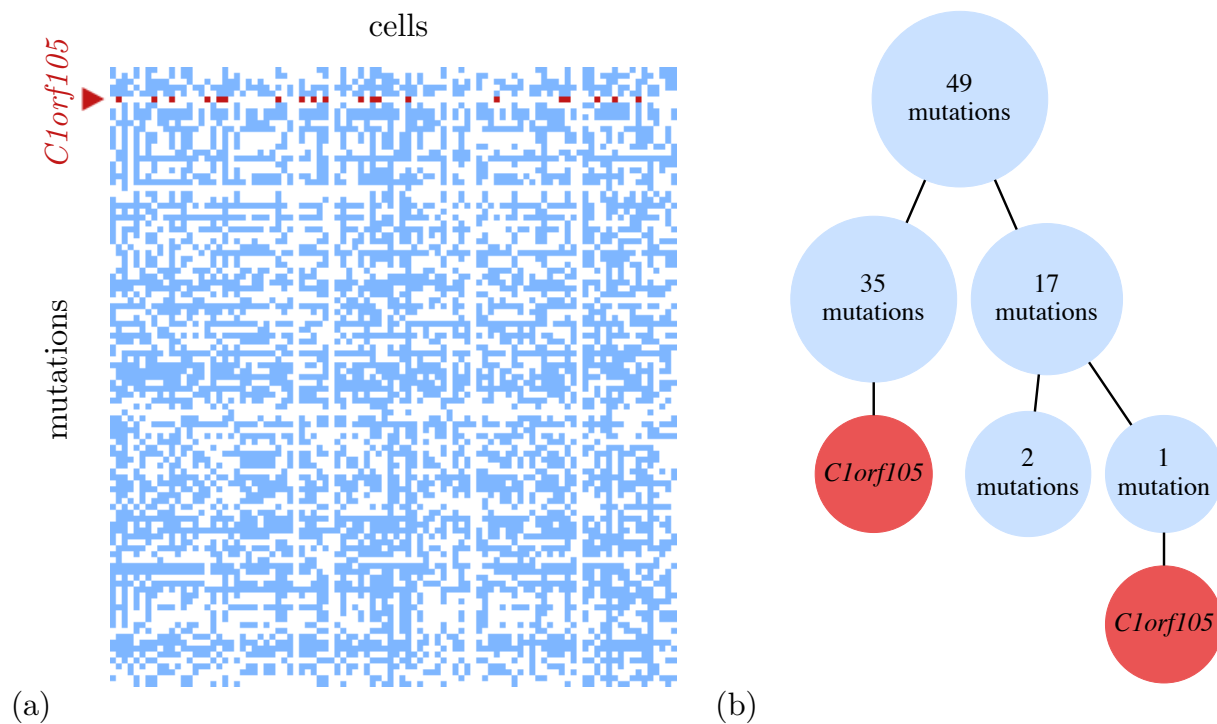 cells
C1orf105
mutations
(a)
49
mutations
35
mutations
17
mutations
C1orf105
2
mutations
1
mutation
C1orf105
(b)